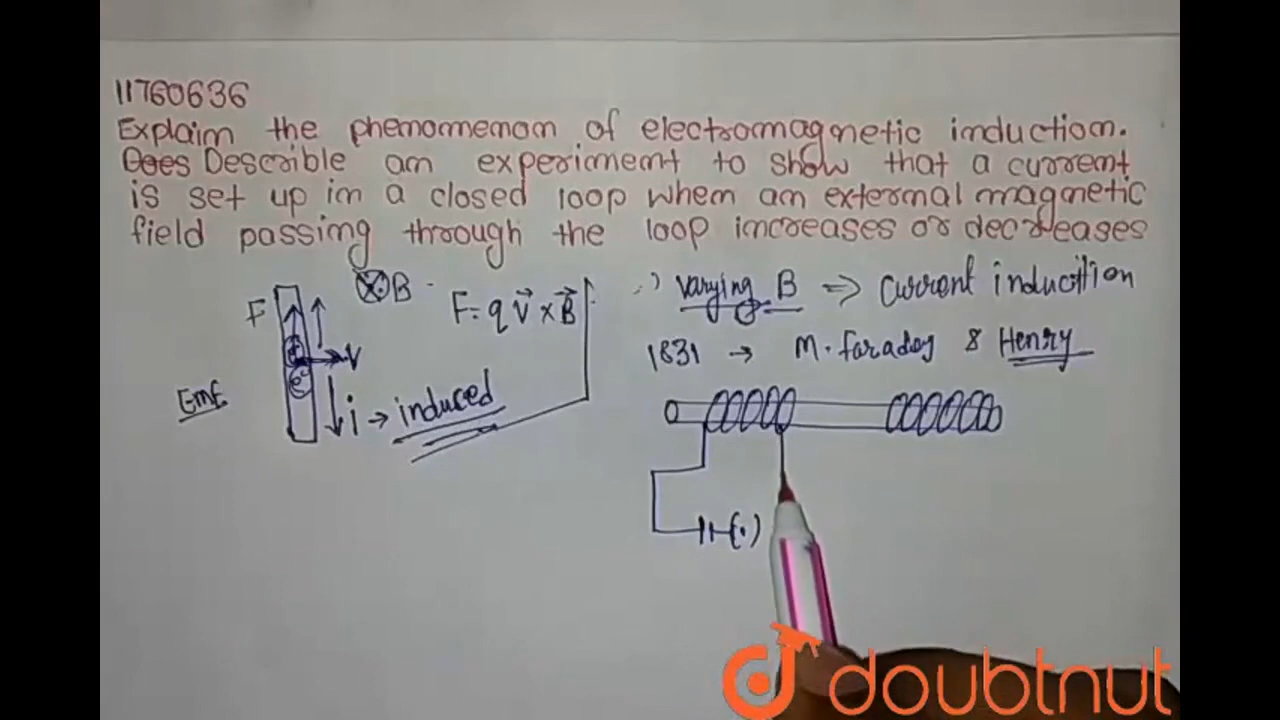 11760636
Explain the phenomenon of electromagnetic induction.
Does Describle an experiment to show that a current
is set up in a closed loop when an external magnetic
field passing through the loop increases or decreases
F
B
F = q V⃗ × B⃗
v
e⁻
Emf
i → induced
varying B ⇒ Current induction
1831 → M. faraday & Henry
doubtnut